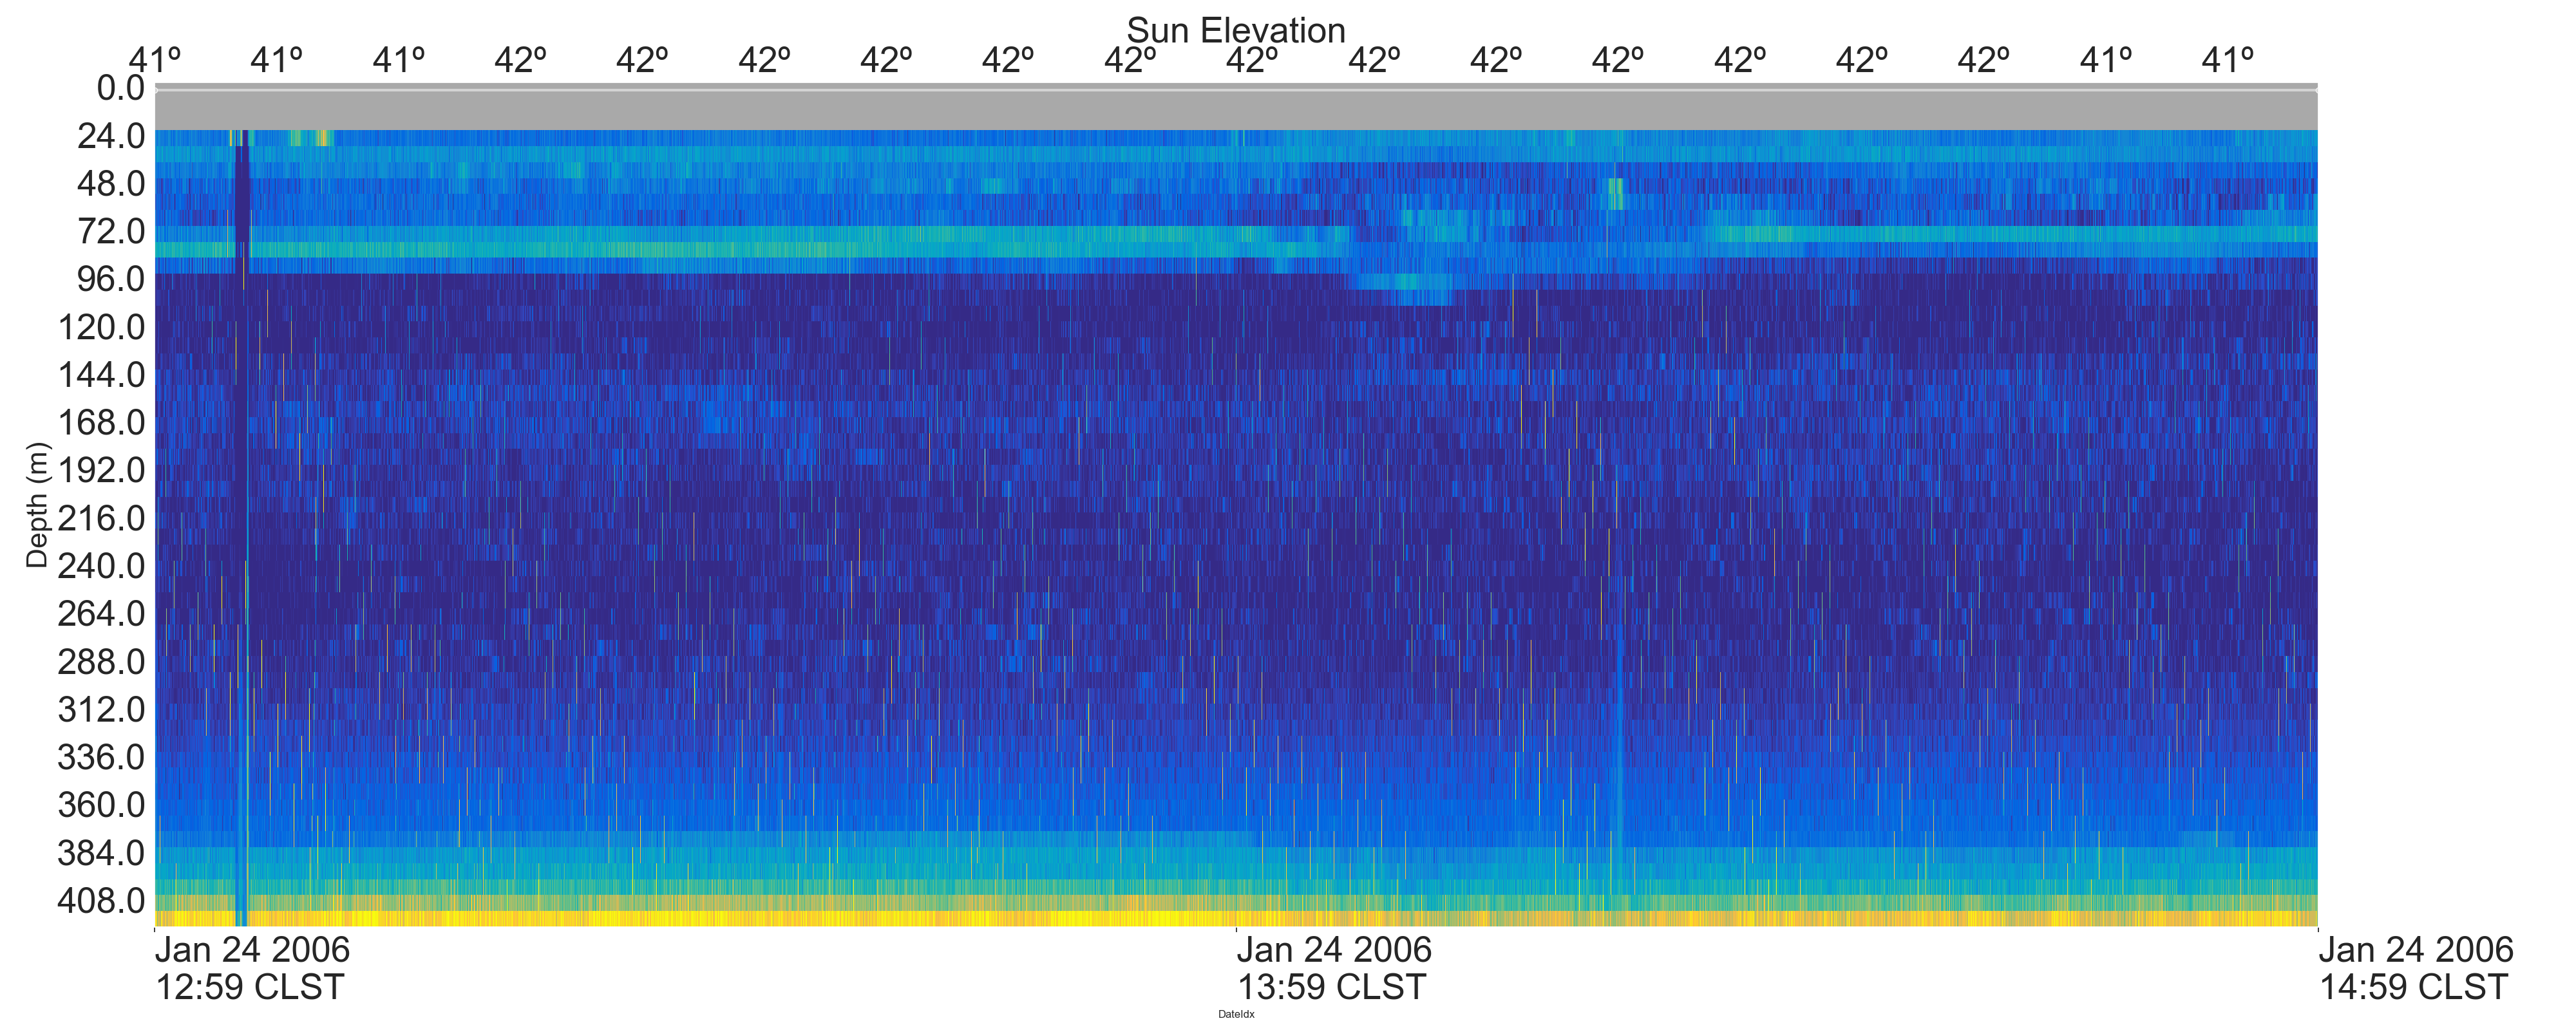 Sun Elevation
41º 41º 41º 42º 42º 42º 42º 42º 42º 42º 42º 42º 42º 42º 42º 42º 41º 41º
0.0
24.0
48.0
72.0
96.0
120.0
144.0
168.0
192.0
216.0
240.0
264.0
288.0
312.0
336.0
360.0
384.0
408.0
Depth (m)
Jan 24 2006
12:59 CLST
Jan 24 2006
13:59 CLST
Jan 24 2006
14:59 CLST
DateIdx